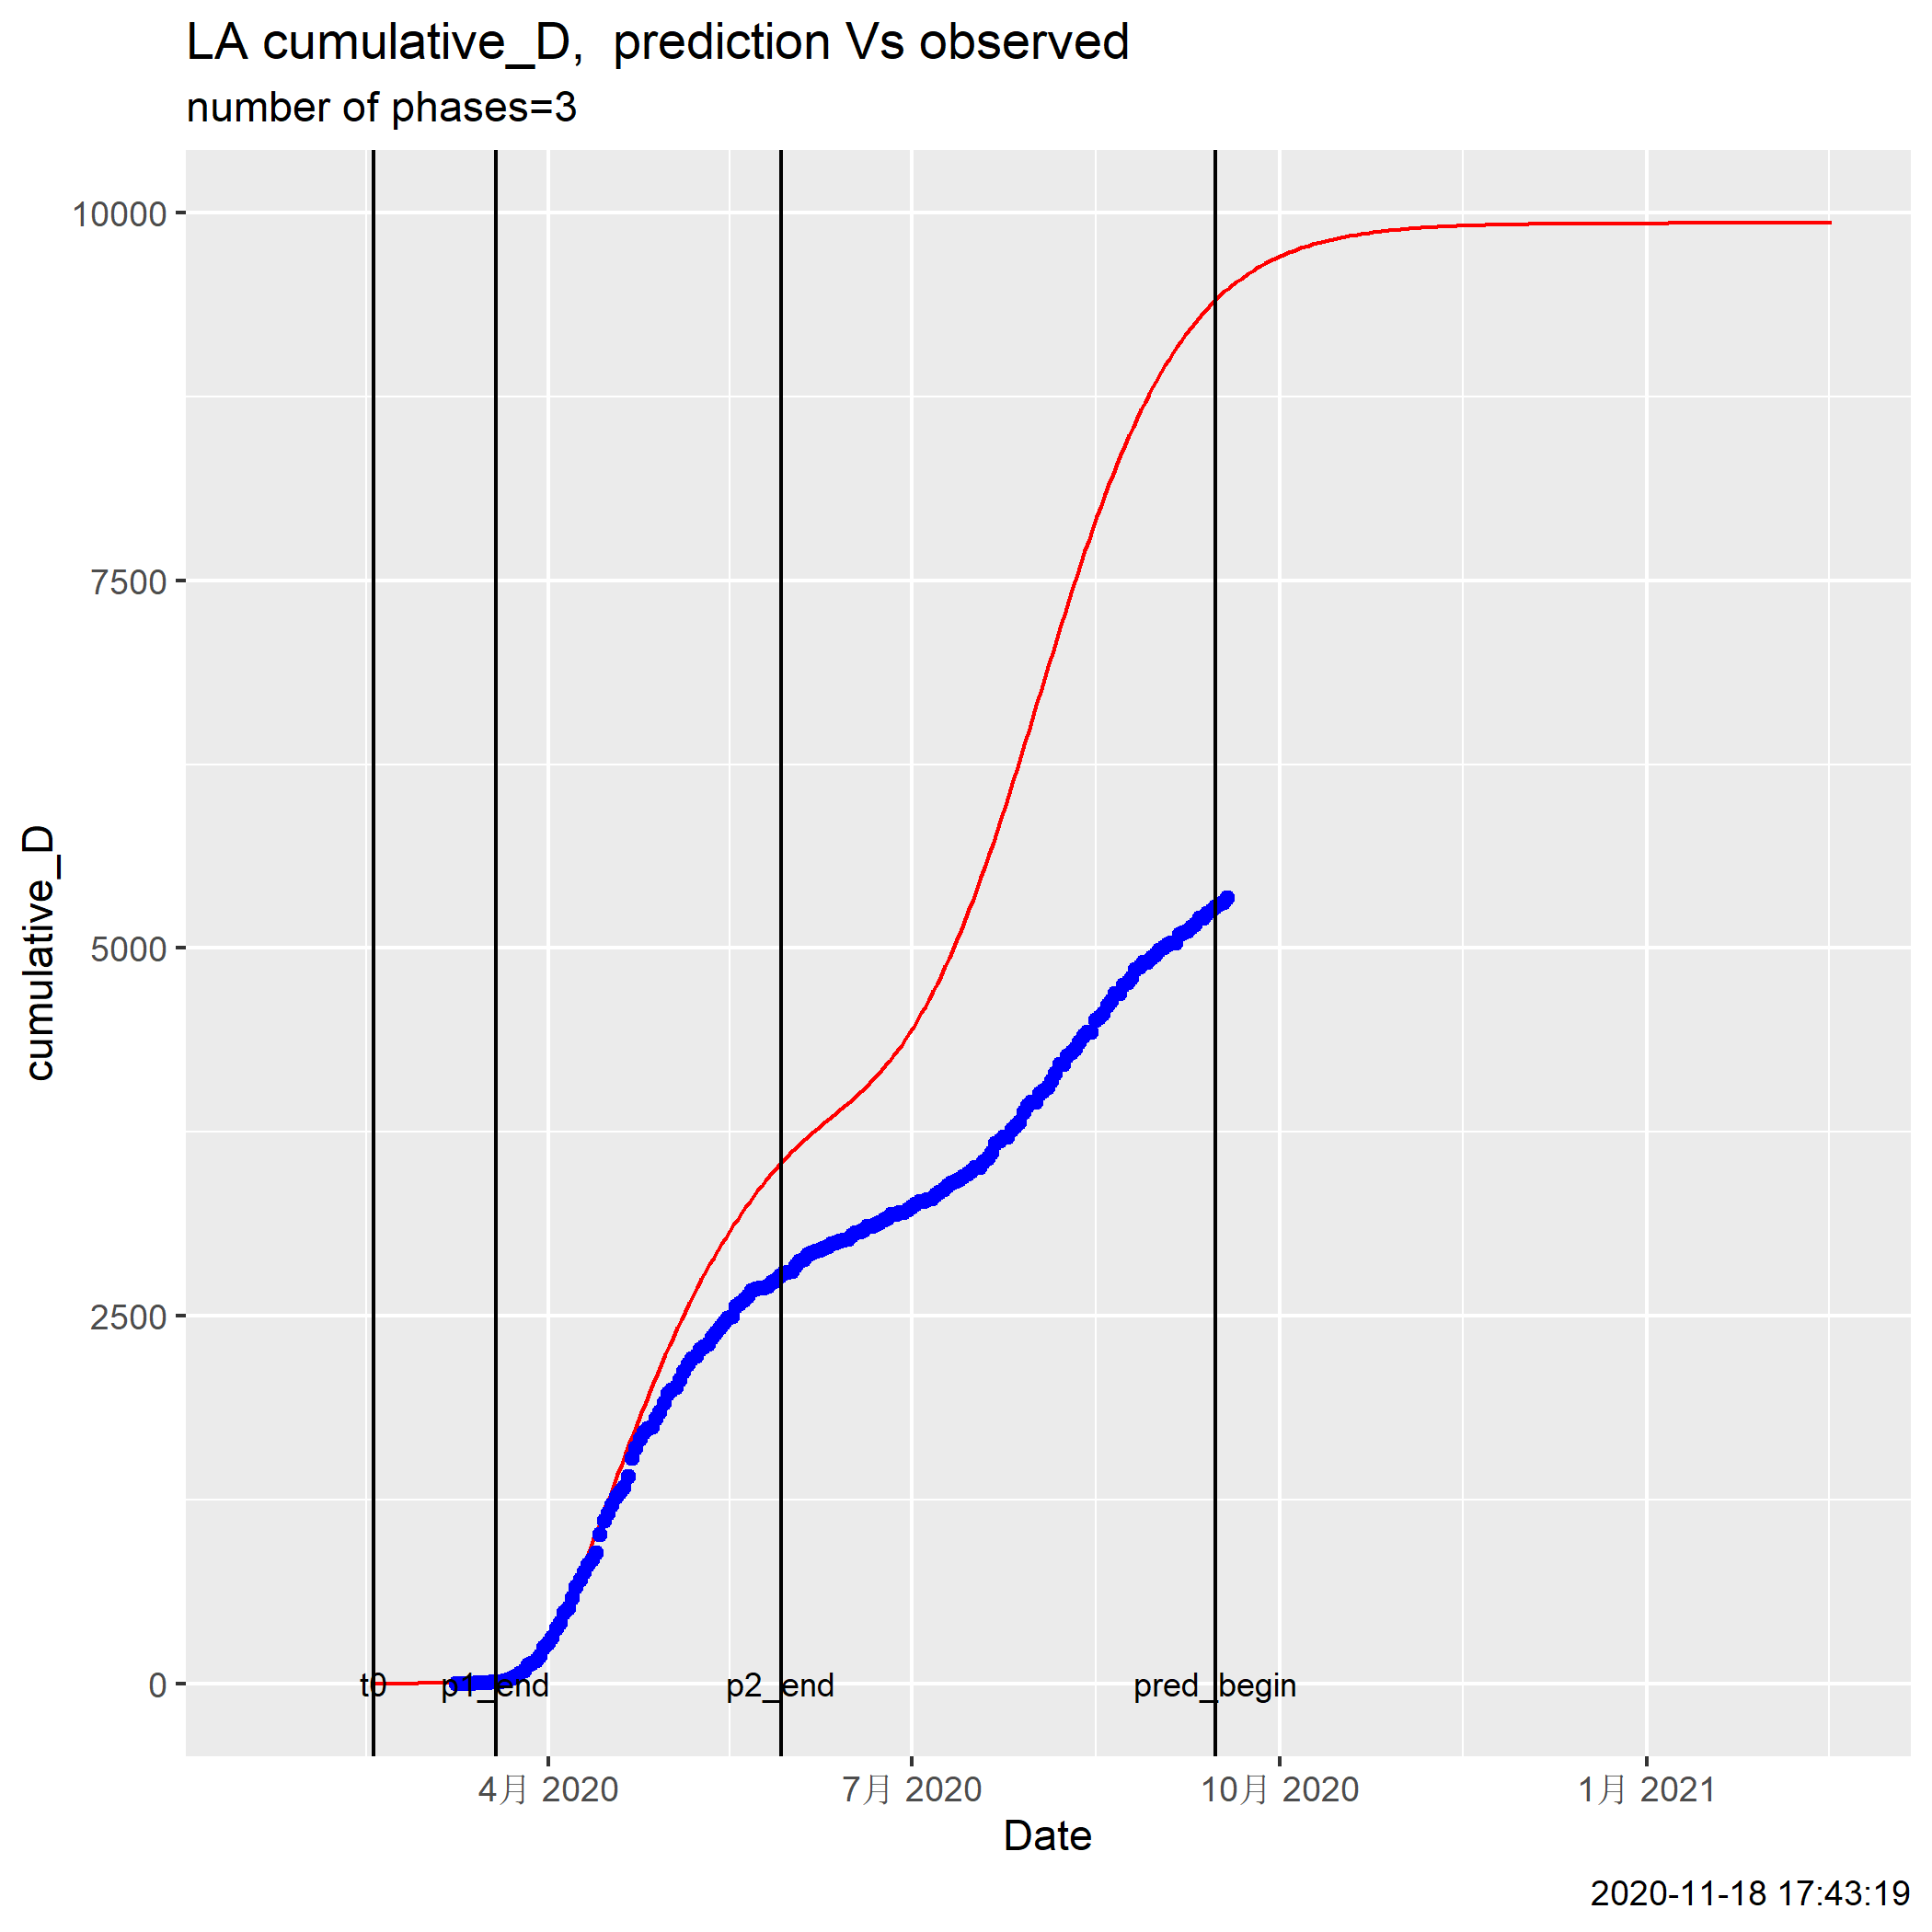 LA cumulative_D,  prediction Vs observed
number of phases=3
cumulative_D
10000
7500
5000
2500
0
t0
p1_end
p2_end
pred_begin
4月 2020
7月 2020
10月 2020
1月 2021
Date
2020-11-18 17:43:19